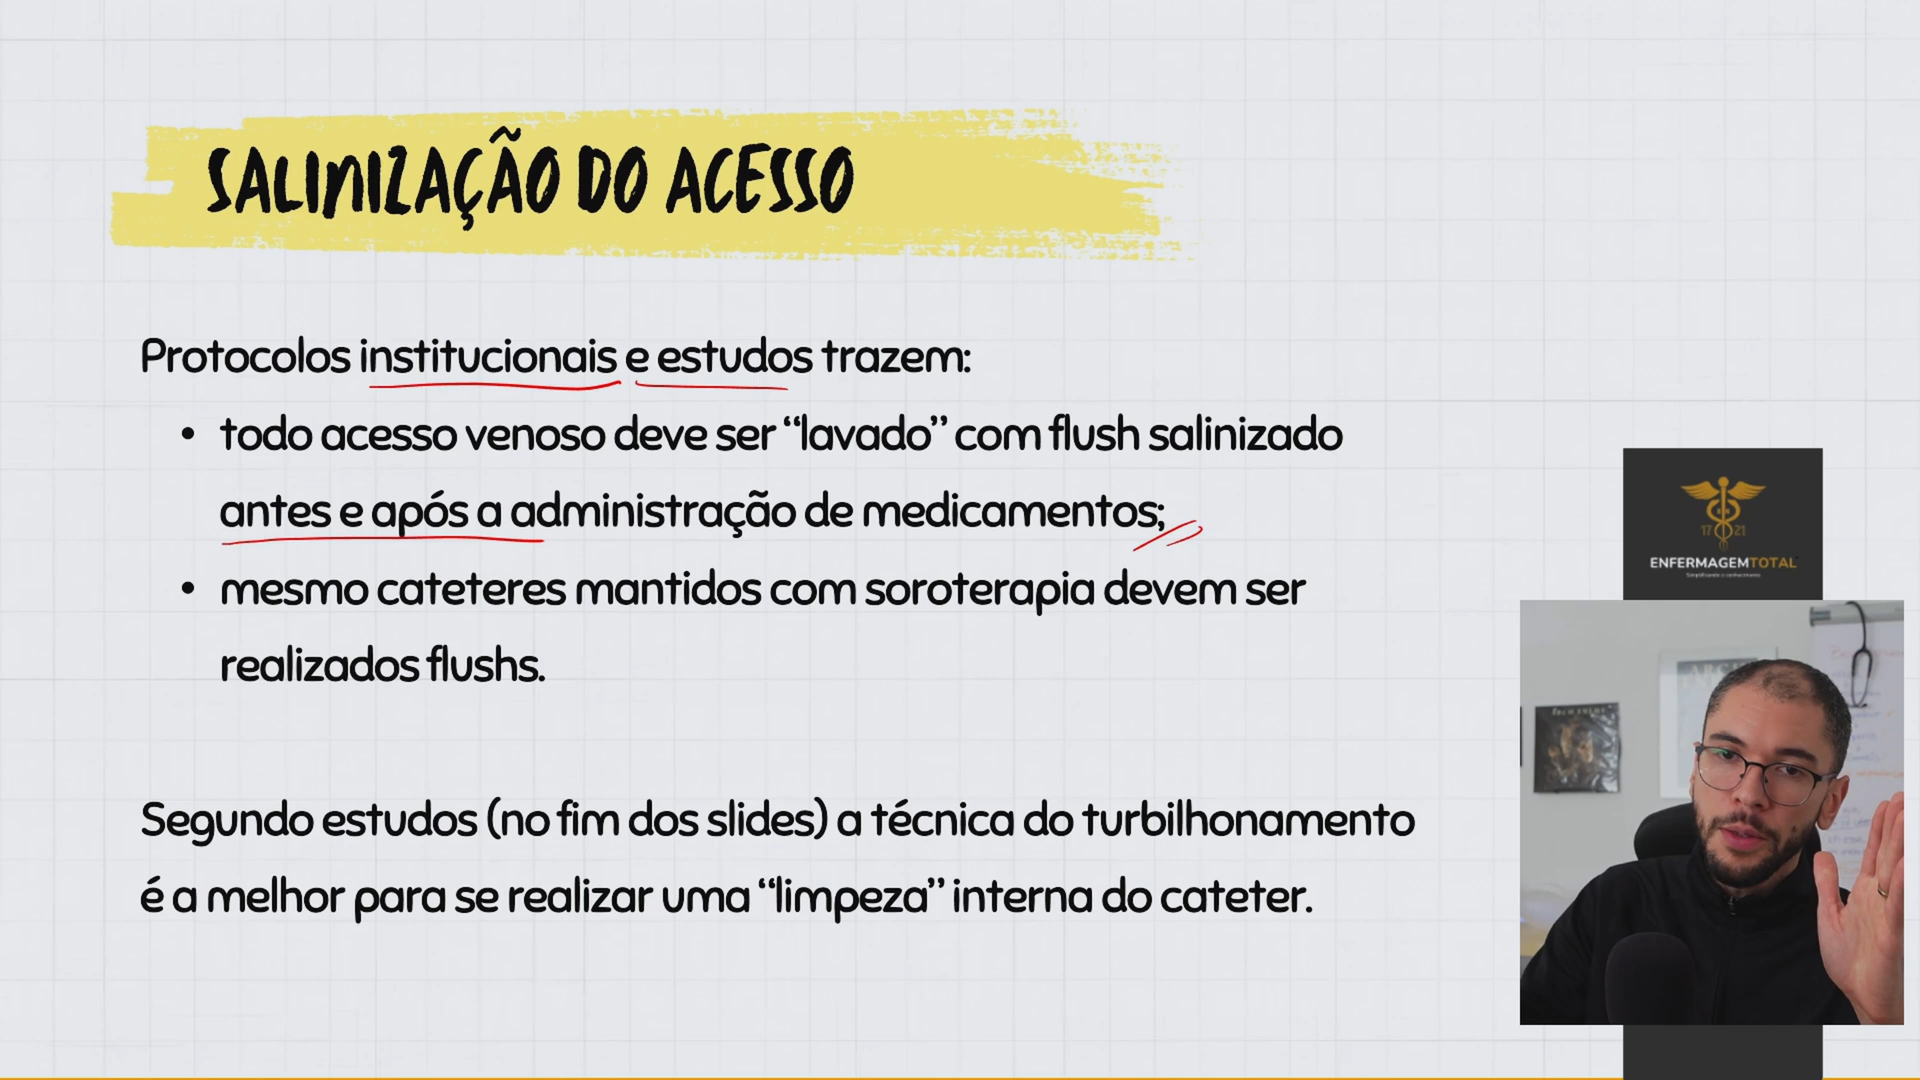 SALINIZAÇÃO DO ACESSO
Protocolos institucionais e estudos trazem:
• todo acesso venoso deve ser “lavado” com flush salinizado
antes e após a administração de medicamentos;
• mesmo cateteres mantidos com soroterapia devem ser
realizados flushs.
Segundo estudos (no fim dos slides) a técnica do turbilhonamento
é a melhor para se realizar uma “limpeza” interna do cateter.
17 21
ENFERMAGEMTOTAL